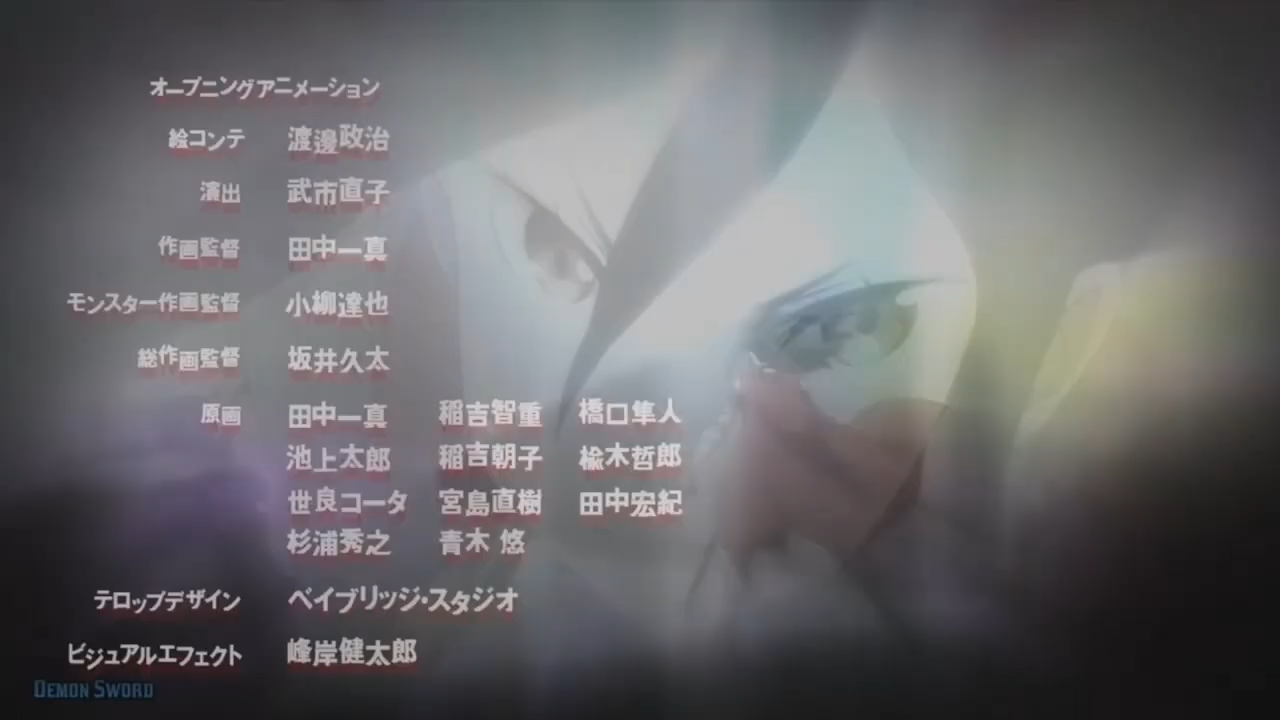 オープニングアニメーション
絵コンテ 渡邊政治
演出 武市直子
作画監督 田中一真
モンスター作画監督 小柳達也
総作画監督 坂井久太
原画 田中一真 稲吉智重 橋口隼人
池上太郎 稲吉朝子 楡木哲郎
世良コータ 宮島直樹 田中宏紀
杉浦秀之 青木 悠
テロップデザイン ベイブリッジ・スタジオ
ビジュアルエフェクト 峰岸健太郎
DEMON SWORD